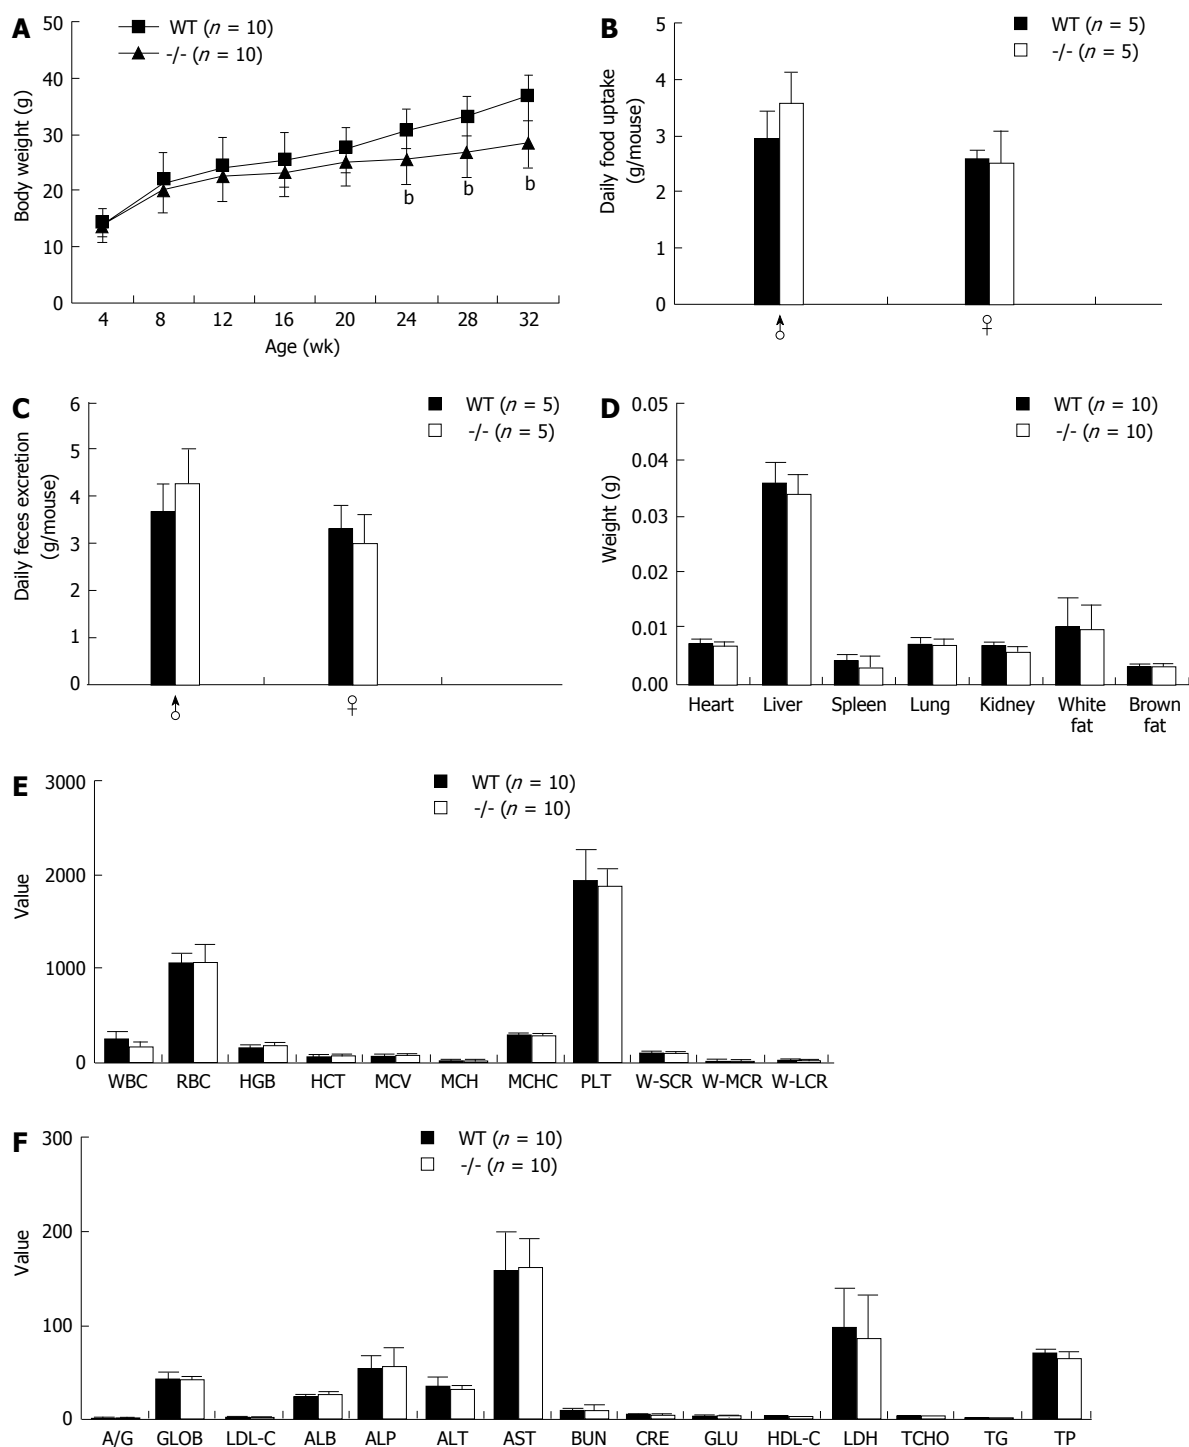 A
WT (n = 10)
-/- (n = 10)
Body weight (g)
50
40
30
20
10
0
b
b
b
4 8 12 16 20 24 28 32
Age (wk)
B
WT (n = 5)
-/- (n = 5)
Daily food uptake
(g/mouse)
5
4
3
2
1
0
♂ ♀
C
WT (n = 5)
-/- (n = 5)
Daily feces excretion
(g/mouse)
6
5
4
3
2
1
0
♂ ♀
D
WT (n = 10)
-/- (n = 10)
Weight (g)
0.05
0.04
0.03
0.02
0.01
0.00
Heart Liver Spleen Lung Kidney White Brown
fat fat
E
WT (n = 10)
-/- (n = 10)
Value
3000
2000
1000
0
WBC RBC HGB HCT MCV MCH MCHC PLT W-SCR W-MCR W-LCR
F
WT (n = 10)
-/- (n = 10)
Value
300
200
100
0
A/G GLOB LDL-C ALB ALP ALT AST BUN CRE GLU HDL-C LDH TCHO TG TP